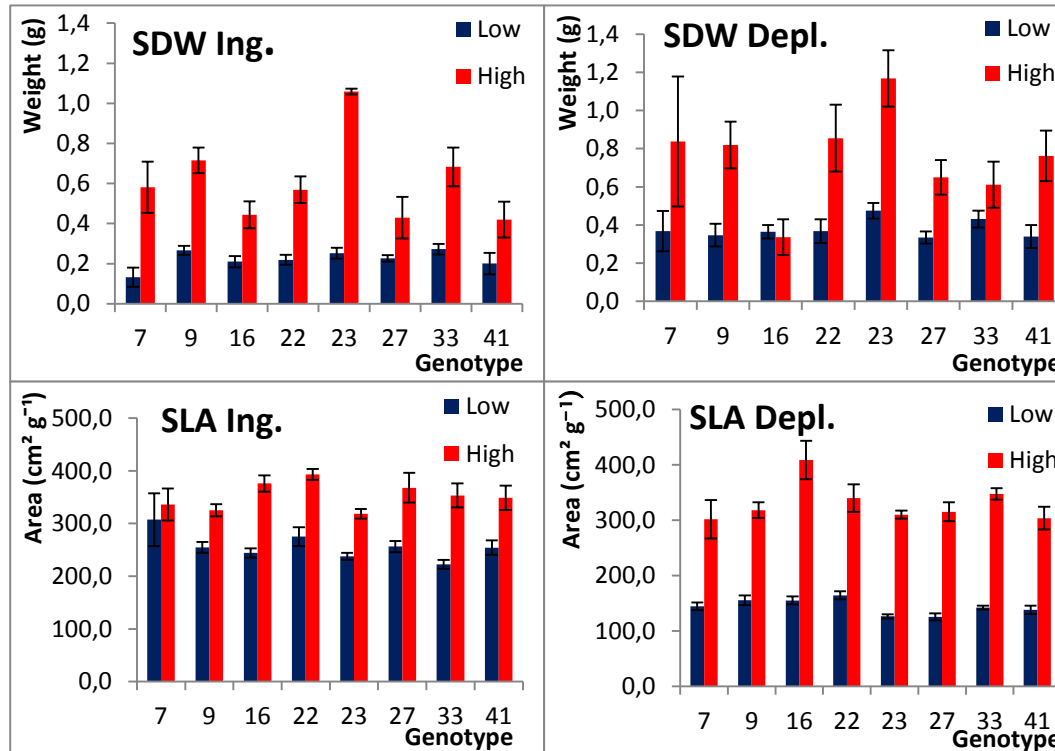 SDW Ing.
Low
High
Weight (g)
1,4
1,2
1,0
0,8
0,6
0,4
0,2
0,0
7 9 16 22 23 27 33 41
Genotype
SDW Depl.
Low
High
Weight (g)
1,4
1,2
1,0
0,8
0,6
0,4
0,2
0,0
7 9 16 22 23 27 33 41
Genotype
SLA Ing.
Low
High
Area (cm² g⁻¹)
500,0
400,0
300,0
200,0
100,0
0,0
7 9 16 22 23 27 33 41
Genotype
SLA Depl.
Low
High
Area (cm² g⁻¹)
500,0
400,0
300,0
200,0
100,0
0,0
7 9 16 22 23 27 33 41
Genotype